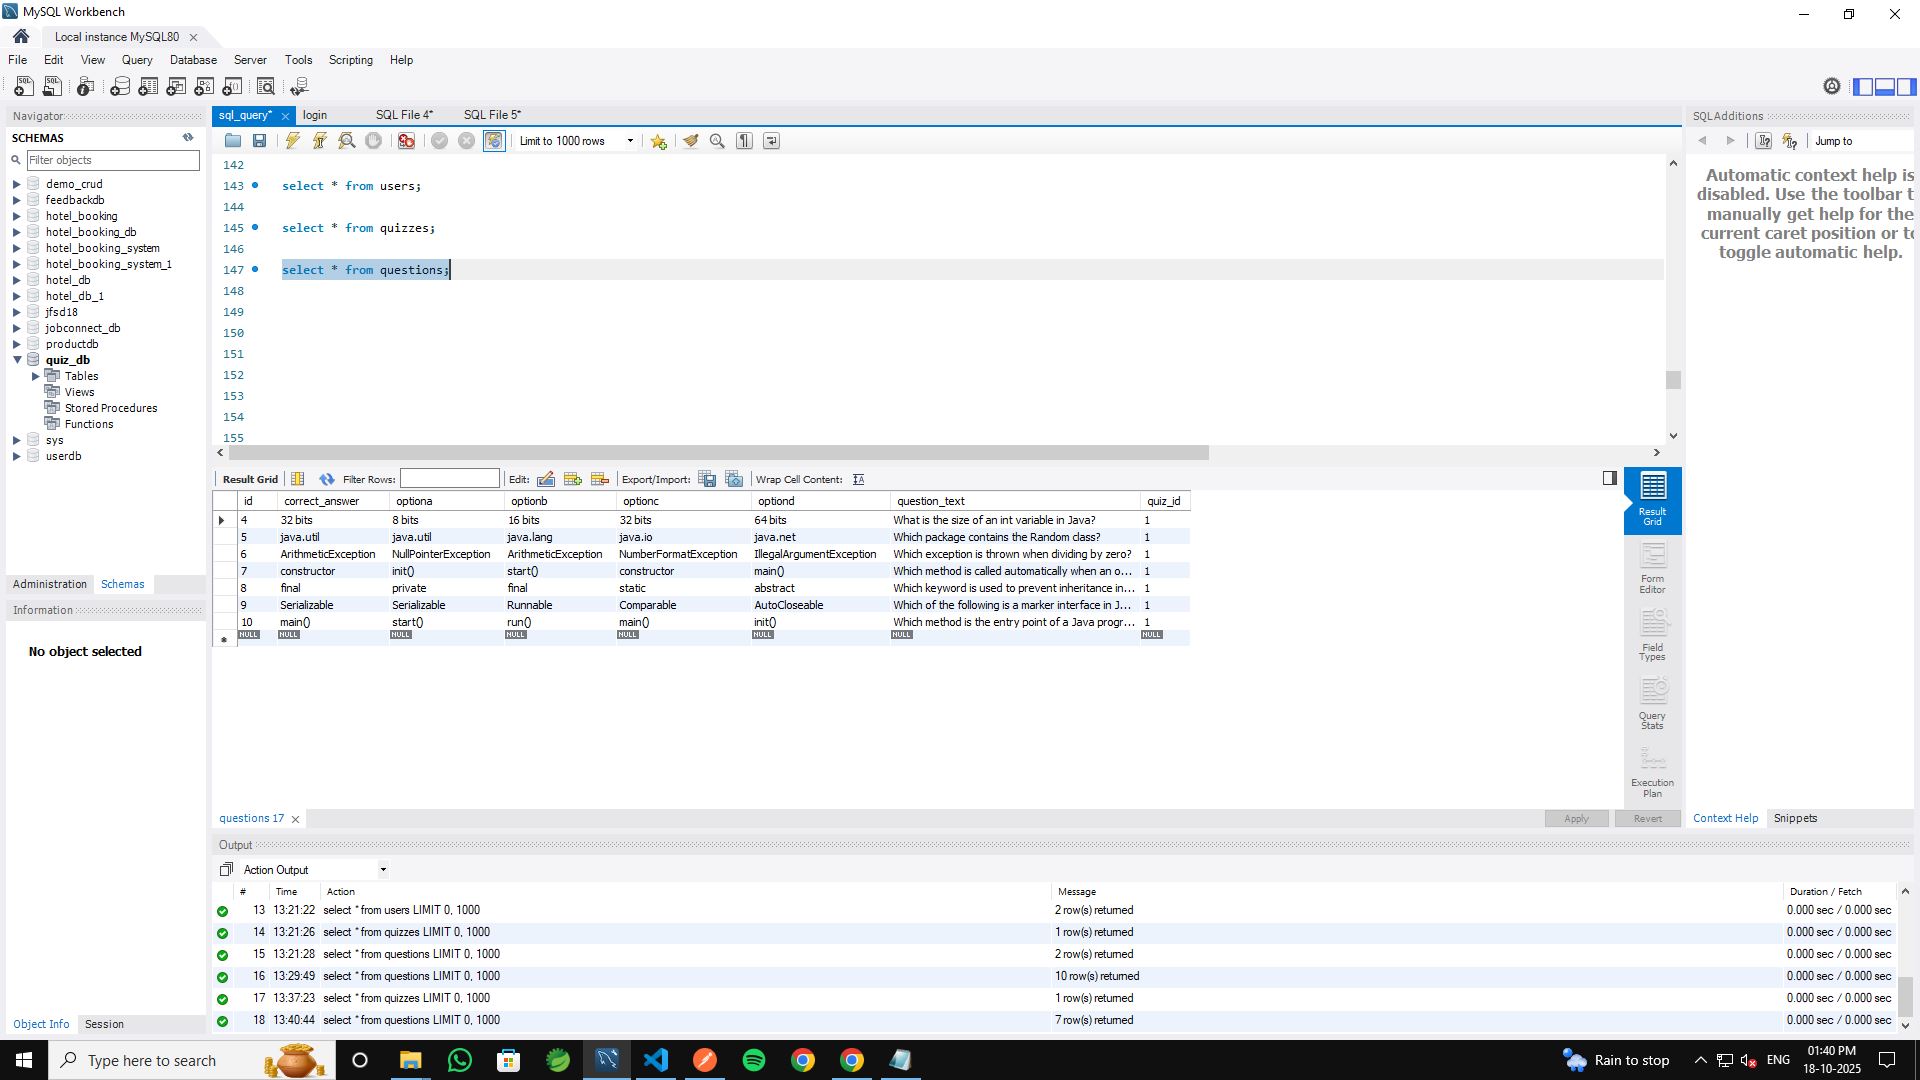 MySQL Workbench
Local instance MySQL80
File Edit View Query Database Server Tools Scripting Help
Navigator
SCHEMAS
Filter objects
demo_crud
feedbackdb
hotel_booking
hotel_booking_db
hotel_booking_system
hotel_booking_system_1
hotel_db
hotel_db_1
jfsd18
jobconnect_db
productdb
quiz_db
Tables
Views
Stored Procedures
Functions
sys
userdb
Administration Schemas
Information
No object selected
Object Info Session
sql_query* login SQL File 4* SQL File 5*
Limit to 1000 rows
142
143 select * from users;
144
145 select * from quizzes;
146
147 select * from questions;
148
149
150
151
152
153
154
155
Result Grid Filter Rows: Edit: Export/Import: Wrap Cell Content:
id correct_answer optiona optionb optionc optiond question_text quiz_id
4 32 bits 8 bits 16 bits 32 bits 64 bits What is the size of an int variable in Java? 1
5 java.util java.util java.lang java.io java.net Which package contains the Random class? 1
6 ArithmeticException NullPointerException ArithmeticException NumberFormatException IllegalArgumentException Which exception is thrown when dividing by zero? 1
7 constructor init() start() constructor main() Which method is called automatically when an o... 1
8 final private final static abstract Which keyword is used to prevent inheritance in... 1
9 Serializable Serializable Runnable Comparable AutoCloseable Which of the following is a marker interface in J... 1
10 main() start() run() main() init() Which method is the entry point of a Java progr... 1
NULL NULL NULL NULL NULL NULL NULL NULL
Result
Grid
Form
Editor
Field
Types
Query
Stats
Execution
Plan
questions 17 Apply Revert
SQLAdditions
Jump to
Automatic context help is
disabled. Use the toolbar t
manually get help for the
current caret position or to
toggle automatic help.
Context Help Snippets
Output
Action Output
# Time Action Message Duration / Fetch
13 13:21:22 select * from users LIMIT 0, 1000 2 row(s) returned 0.000 sec / 0.000 sec
14 13:21:26 select * from quizzes LIMIT 0, 1000 1 row(s) returned 0.000 sec / 0.000 sec
15 13:21:28 select * from questions LIMIT 0, 1000 2 row(s) returned 0.000 sec / 0.000 sec
16 13:29:49 select * from questions LIMIT 0, 1000 10 row(s) returned 0.000 sec / 0.000 sec
17 13:37:23 select * from quizzes LIMIT 0, 1000 1 row(s) returned 0.000 sec / 0.000 sec
18 13:40:44 select * from questions LIMIT 0, 1000 7 row(s) returned 0.000 sec / 0.000 sec
Type here to search
Rain to stop
ENG
01:40 PM
18-10-2025